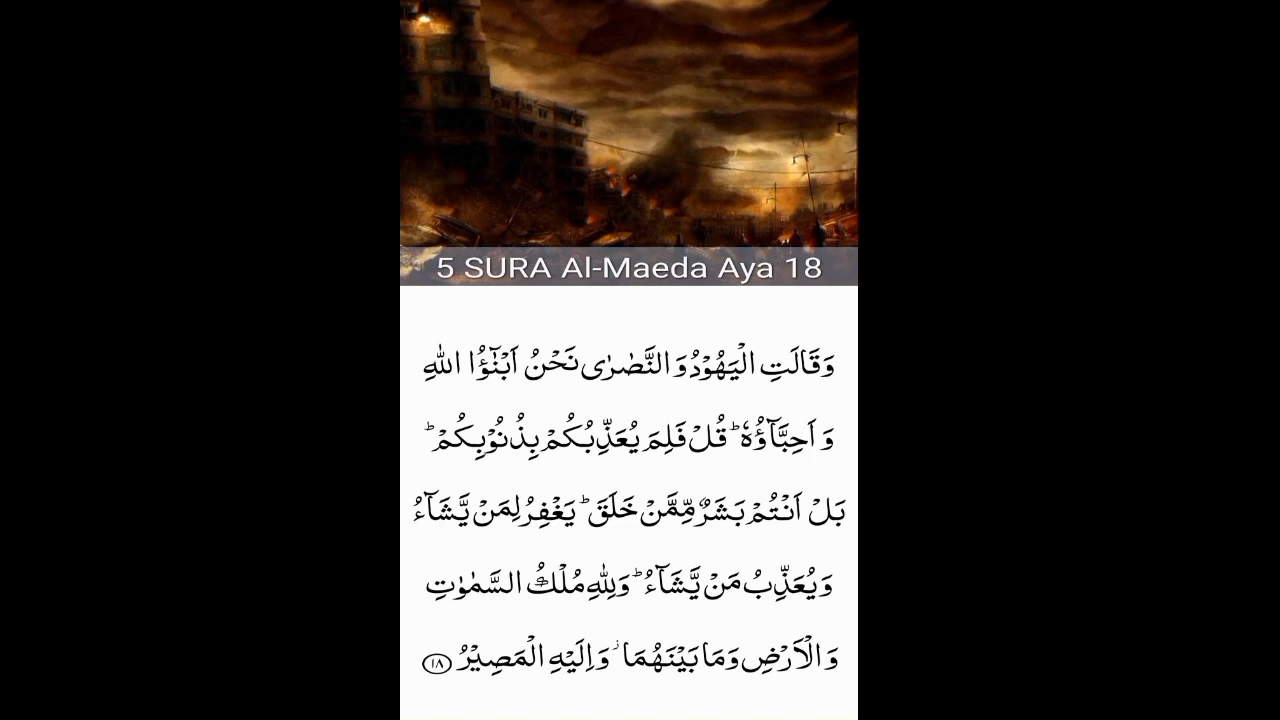 5 SURA Al-Maeda Aya 18
وَقَالَتِ الۡيَهُوۡدُ وَ النَّصٰرٰى نَحۡنُ اَبۡنٰٓؤُا اللّٰهِ
وَ اَحِبَّآؤُهٗ‌ ؕ قُلۡ فَلِمَ يُعَذِّبُكُمۡ بِذُنُوۡبِكُمۡ‌ ؕ
بَلۡ اَنۡتُمۡ بَشَرٌ مِّمَّنۡ خَلَقَ‌ ؕ يَغۡفِرُ لِمَنۡ يَّشَآءُ
وَيُعَذِّبُ مَنۡ يَّشَآءُ‌ ؕ وَلِلّٰهِ مُلۡكُ السَّمٰوٰتِ
وَالۡاَرۡضِ وَمَا بَيۡنَهُمَا‌ ز وَاِلَيۡهِ الۡمَصِيۡرُ ‏﴿۱۸﴾